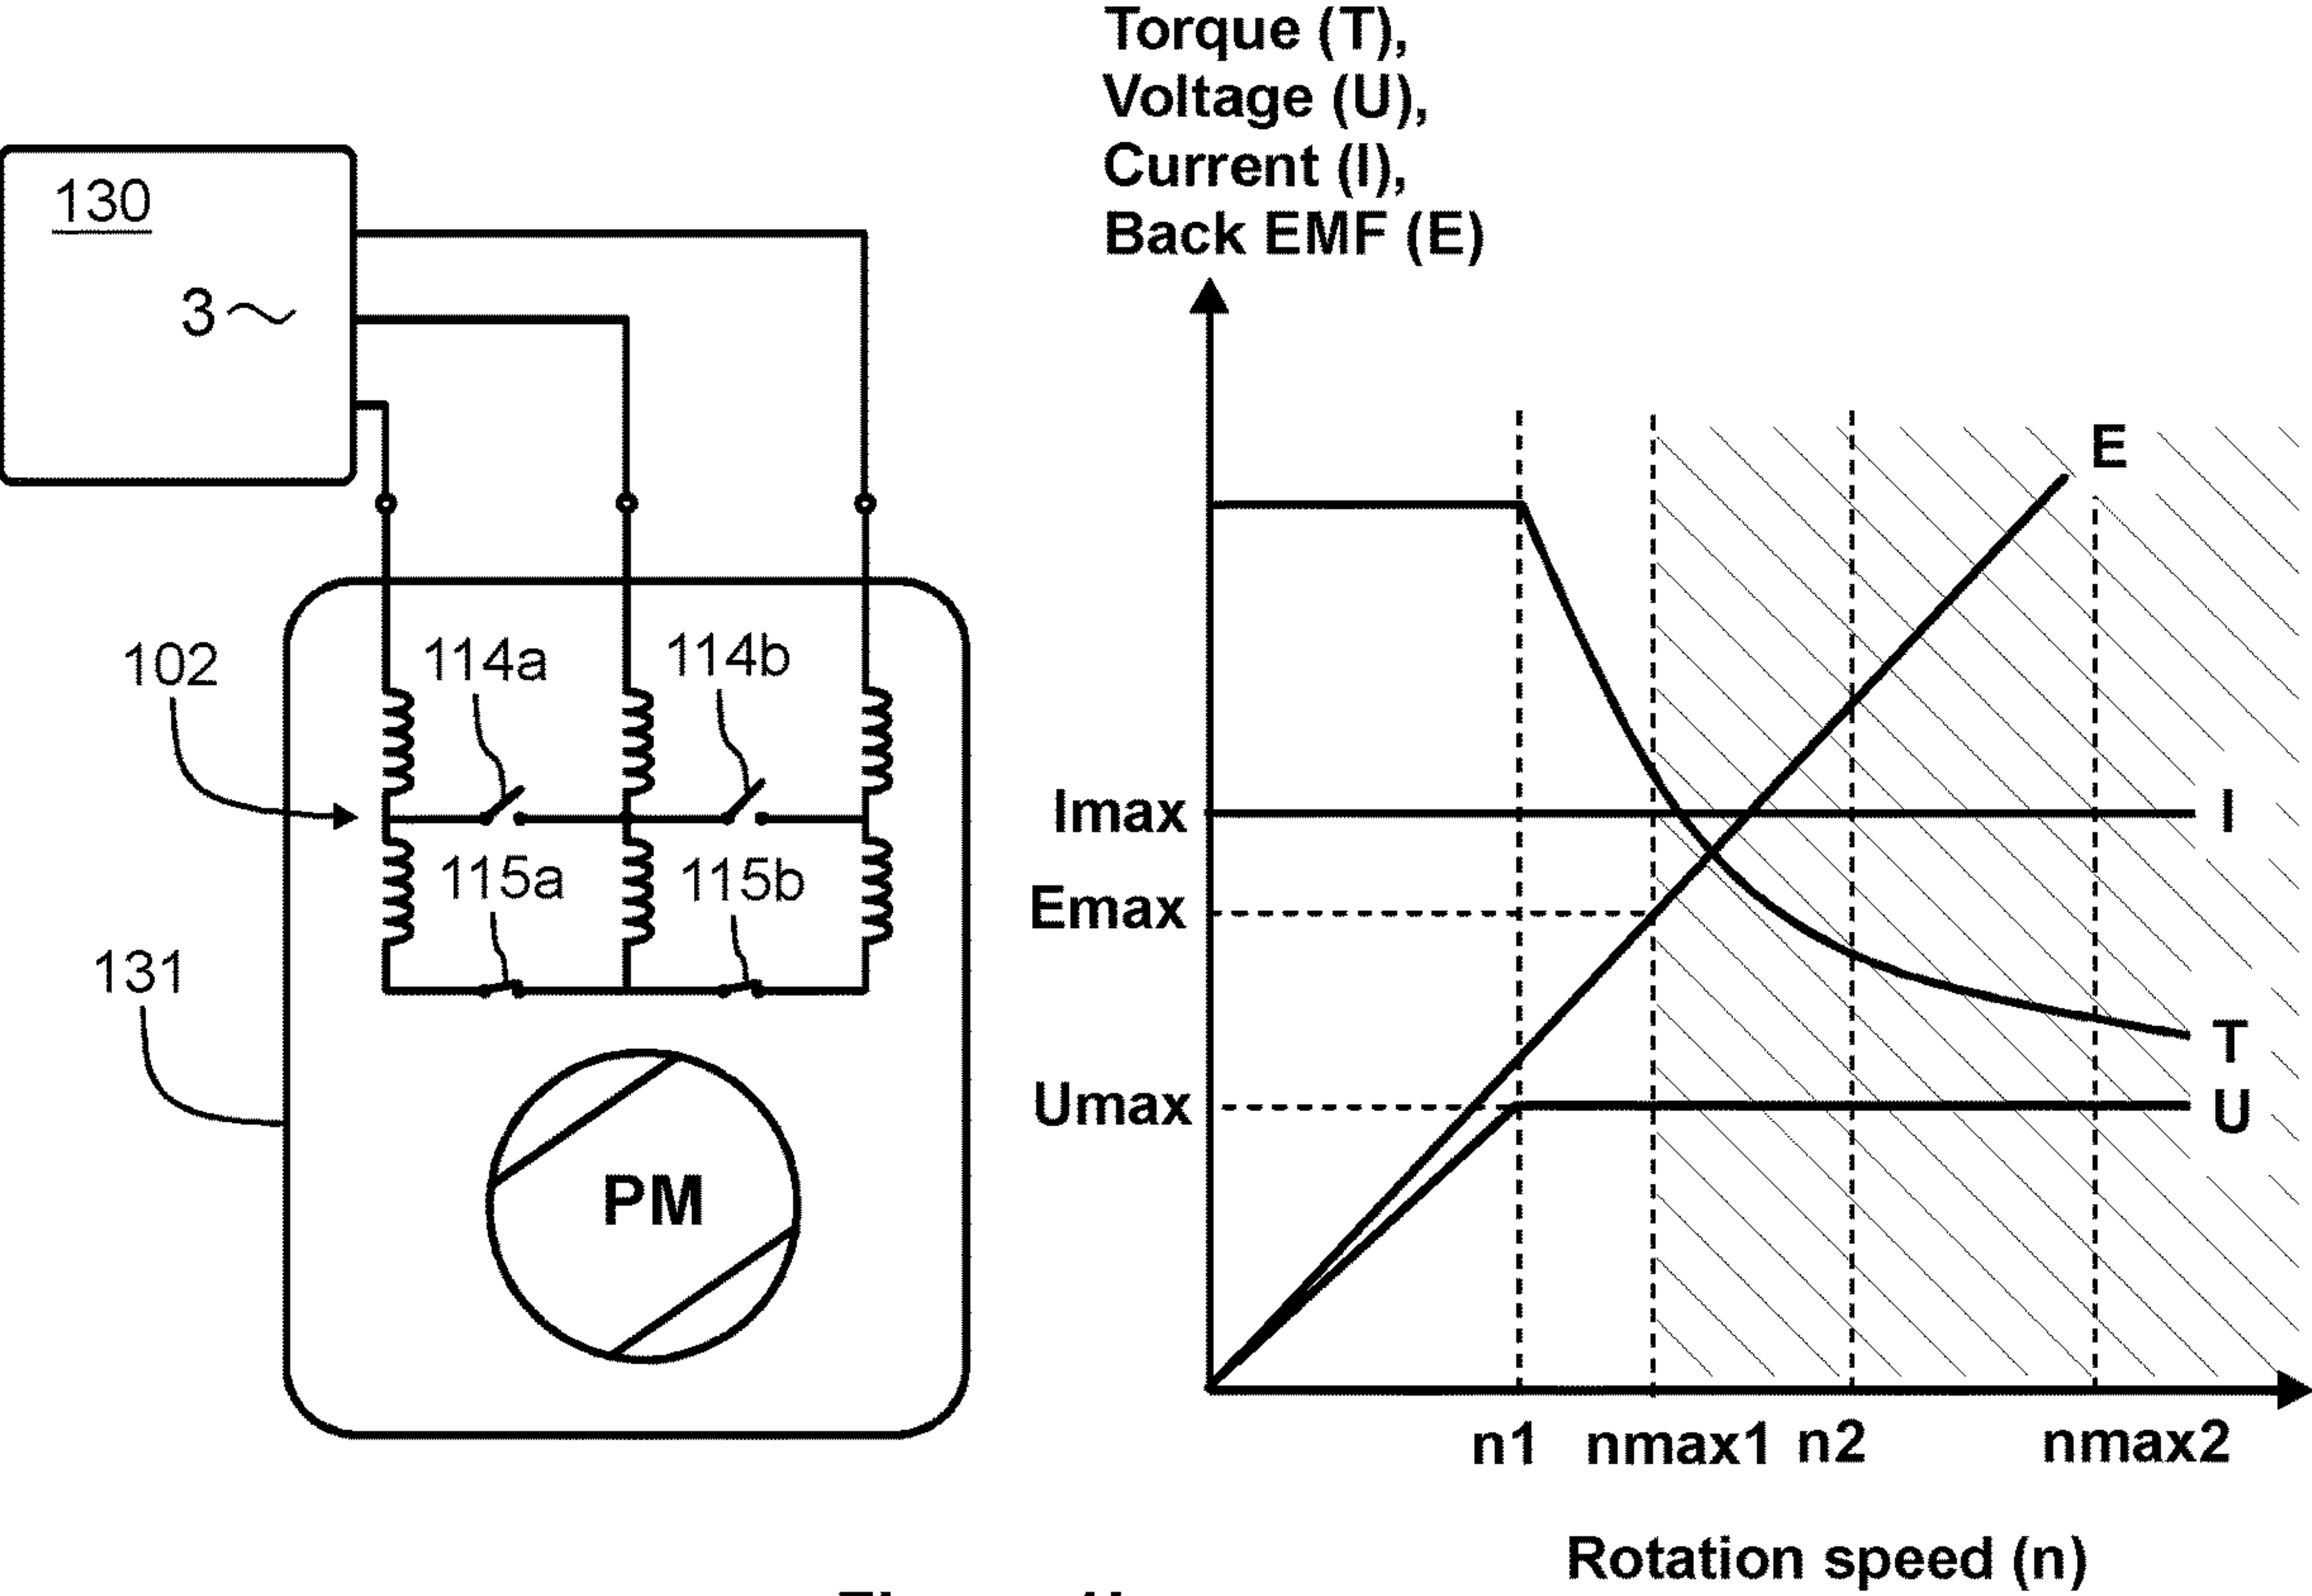 130
3～
102
114a
114b
115a
115b
131
PM
Torque (T),
Voltage (U),
Current (I),
Back EMF (E)
E
Imax
I
Emax
T
Umax
U
n1
nmax1
n2
nmax2
Rotation speed (n)